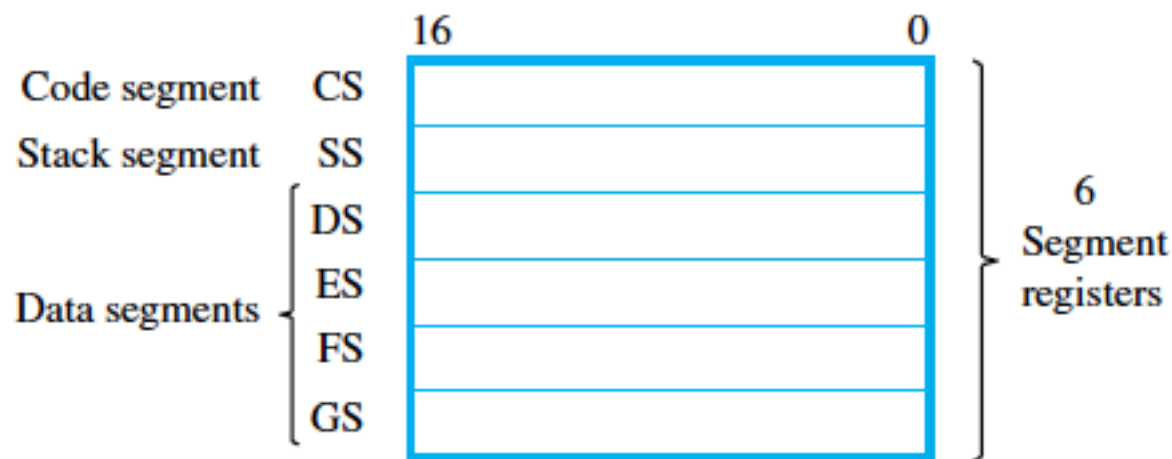 16 0
Code segment CS
Stack segment SS
DS
ES
Data segments
FS
GS
6
Segment
registers